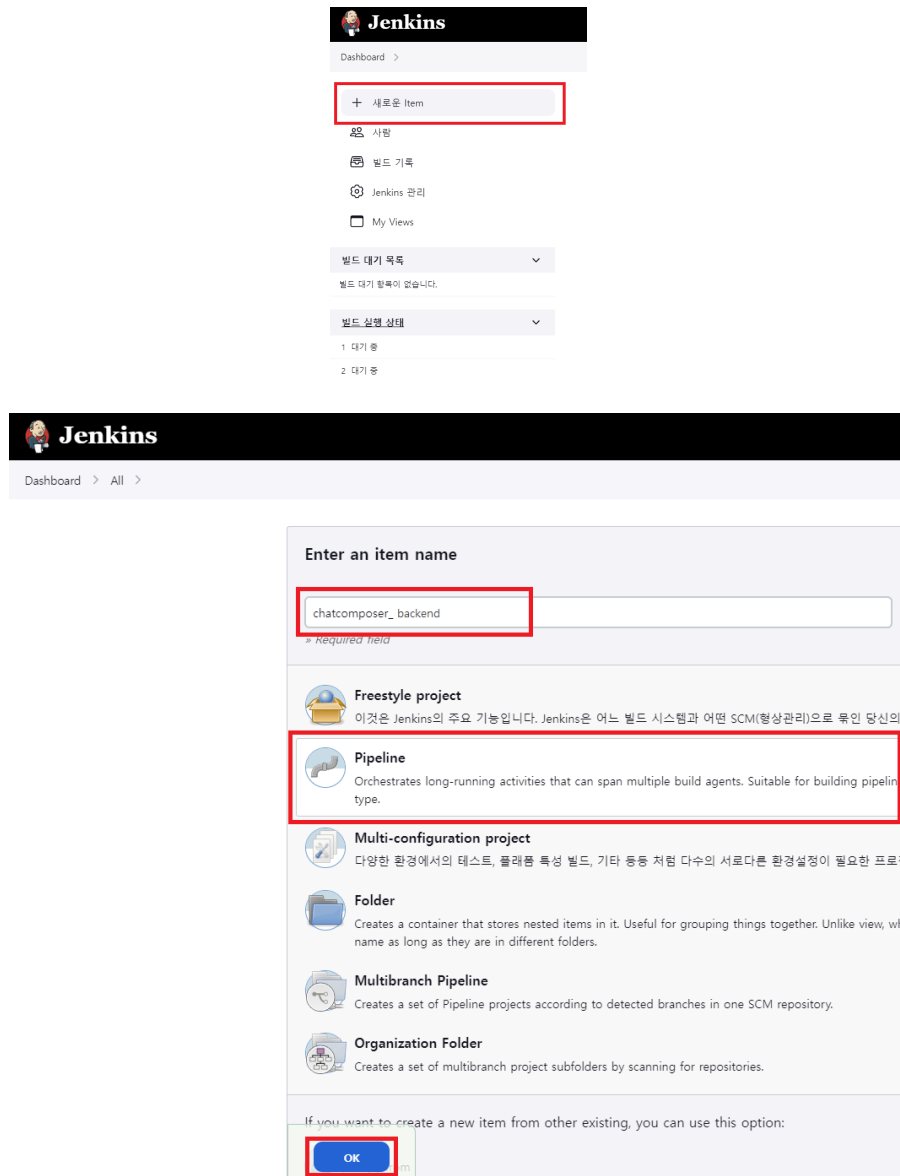 Jenkins
Dashboard >
+ 새로운 Item
사람
빌드 기록
Jenkins 관리
My Views
빌드 대기 목록
빌드 대기 항목이 없습니다.
빌드 실행 상태
1 대기 중
2 대기 중
Jenkins
Dashboard > All >
Enter an item name
chatcomposer_ backend
» Required field
Freestyle project
이것은 Jenkins의 주요 기능입니다. Jenkins은 어느 빌드 시스템과 어떤 SCM(형상관리)으로 묶인 당신의
Pipeline
Orchestrates long-running activities that can span multiple build agents. Suitable for building pipelin
type.
Multi-configuration project
다양한 환경에서의 테스트, 플래폼 특성 빌드, 기타 등등 처럼 다수의 서로다른 환경설정이 필요한 프로
Folder
Creates a container that stores nested items in it. Useful for grouping things together. Unlike view, wh
name as long as they are in different folders.
Multibranch Pipeline
Creates a set of Pipeline projects according to detected branches in one SCM repository.
Organization Folder
Creates a set of multibranch project subfolders by scanning for repositories.
If you want to create a new item from other existing, you can use this option:
OK